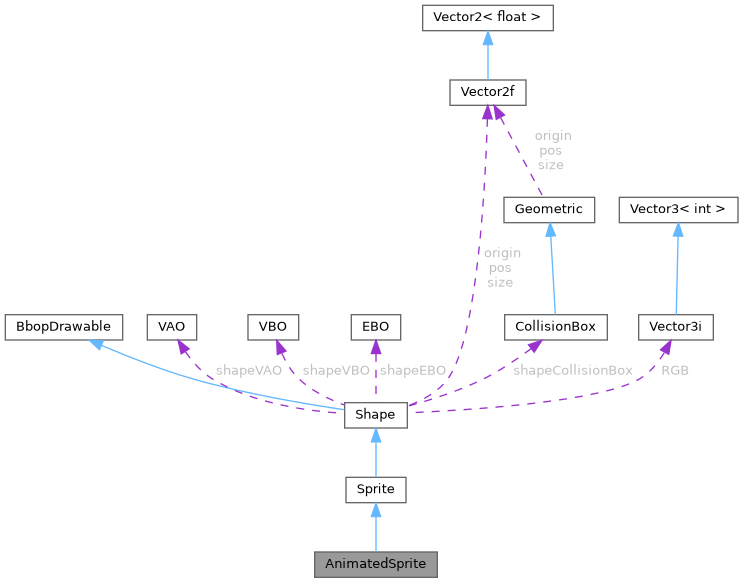 Vector2< float >
Vector2f
origin
pos
size
Geometric
Vector3< int >
origin
pos
size
BbopDrawable
VAO
VBO
EBO
CollisionBox
Vector3i
shapeVAO
shapeVBO
shapeEBO
shapeCollisionBox
RGB
Shape
Sprite
AnimatedSprite